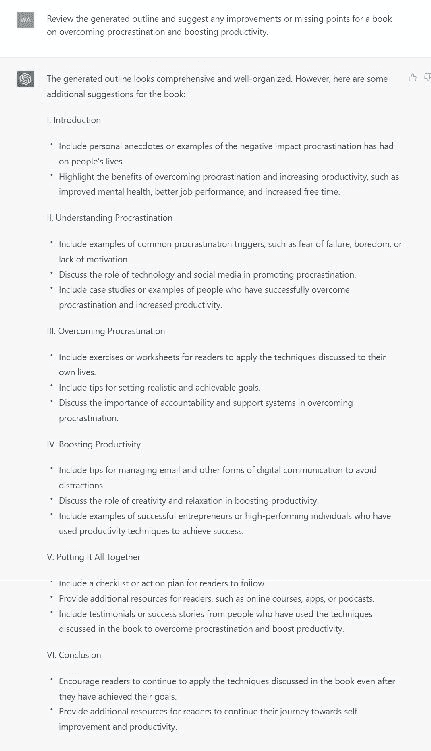 WA
Review the generated outline and suggest any improvements or missing points for a book
on overcoming procrastination and boosting productivity.
The generated outline looks comprehensive and well-organized. However, here are some
additional suggestions for the book:
I. Introduction
• Include personal anecdotes or examples of the negative impact procrastination has had
on people's lives.
• Highlight the benefits of overcoming procrastination and increasing productivity, such as
improved mental health, better job performance, and increased free time.
II. Understanding Procrastination
• Include examples of common procrastination triggers, such as fear of failure, boredom, or
lack of motivation.
• Discuss the role of technology and social media in promoting procrastination.
• Include case studies or examples of people who have successfully overcome
procrastination and increased productivity.
III. Overcoming Procrastination
• Include exercises or worksheets for readers to apply the techniques discussed to their
own lives.
• Include tips for setting realistic and achievable goals.
• Discuss the importance of accountability and support systems in overcoming
procrastination.
IV. Boosting Productivity
• Include tips for managing email and other forms of digital communication to avoid
distractions.
• Discuss the role of creativity and relaxation in boosting productivity.
• Include examples of successful entrepreneurs or high-performing individuals who have
used productivity techniques to achieve success.
V. Putting it All Together
• Include a checklist or action plan for readers to follow.
• Provide additional resources for readers, such as online courses, apps, or podcasts.
• Include testimonials or success stories from people who have used the techniques
discussed in the book to overcome procrastination and boost productivity.
VI. Conclusion
• Encourage readers to continue to apply the techniques discussed in the book even after
they have achieved their goals.
• Provide additional resources for readers to continue their journey towards self
improvement and productivity.